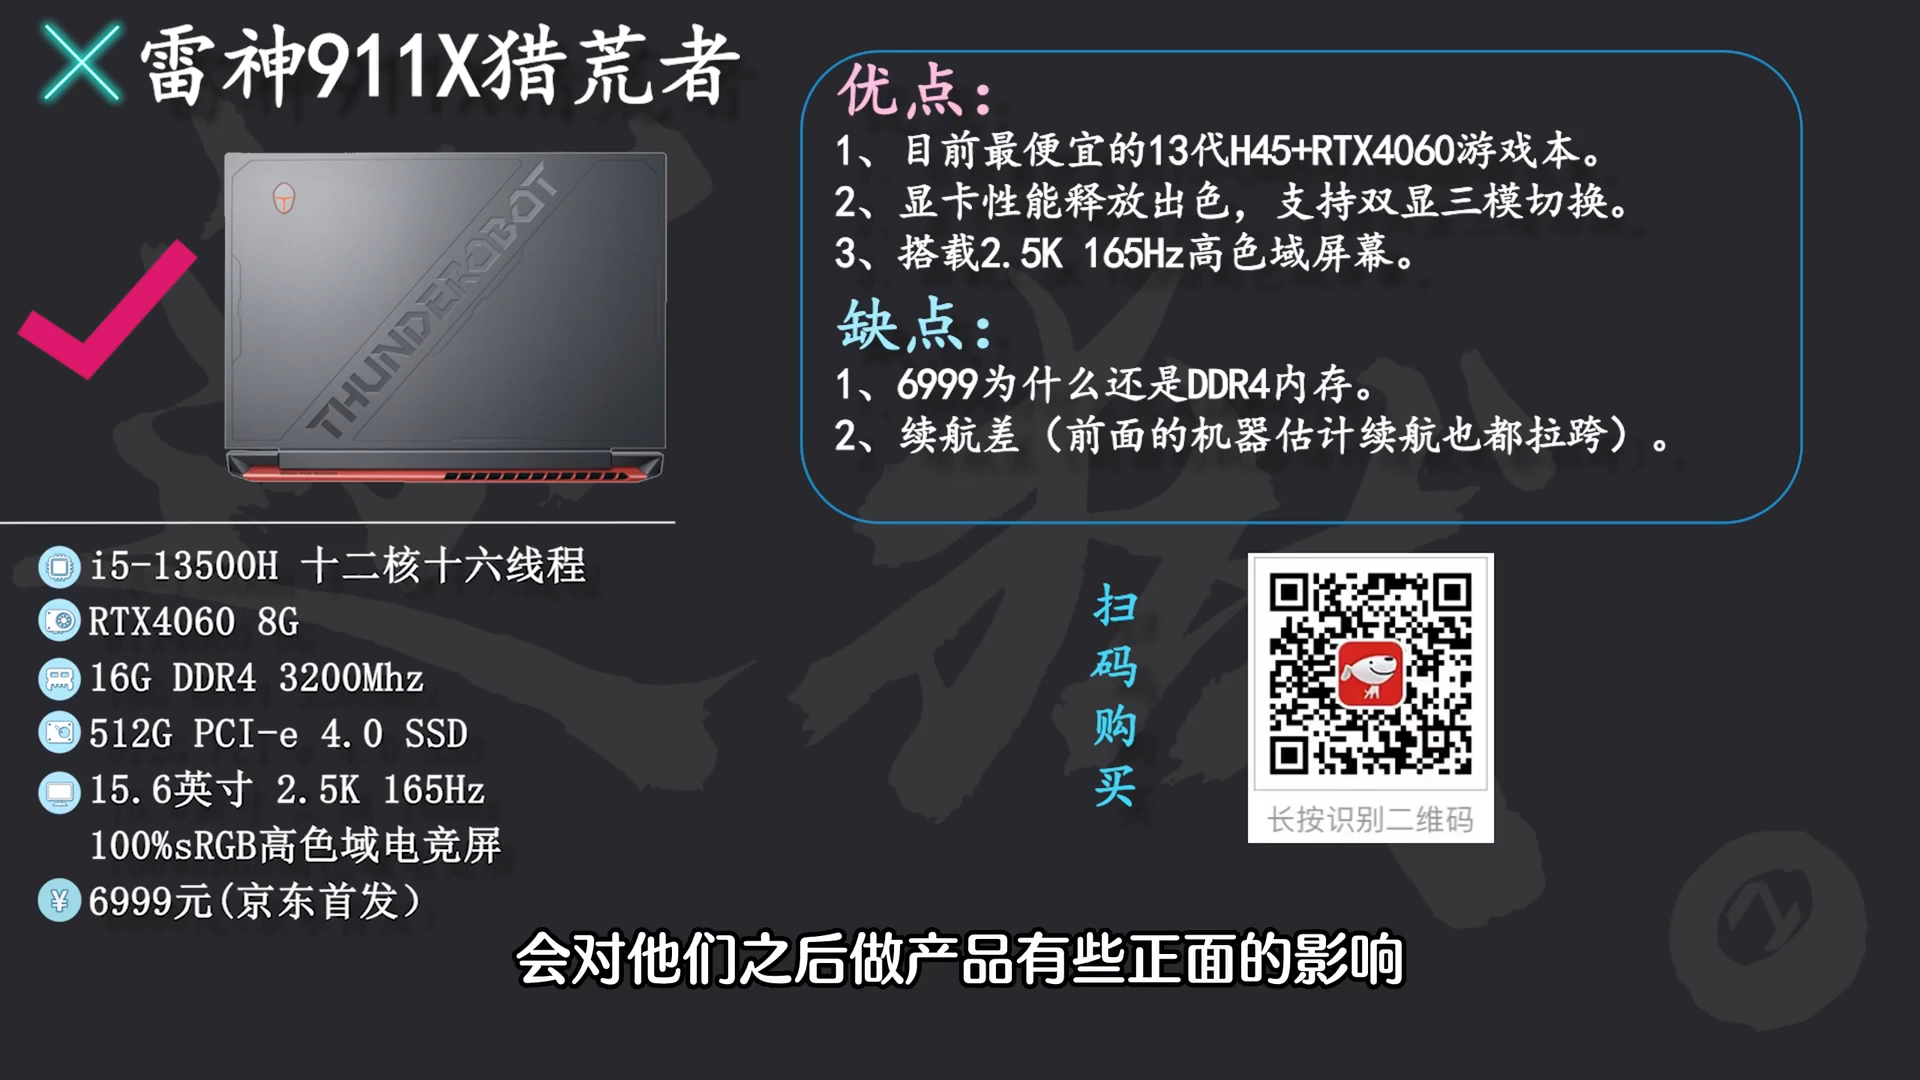 雷神911X猎荒者
THUNDEROBOT
i5-13500H 十二核十六线程
RTX4060 8G
16G DDR4 3200Mhz
512G PCI-e 4.0 SSD
15.6英寸 2.5K 165Hz
100%sRGB高色域电竞屏
¥ 6999元(京东首发）
优点：
1、目前最便宜的13代H45+RTX4060游戏本。
2、显卡性能释放出色，支持双显三模切换。
3、搭载2.5K 165Hz高色域屏幕。
缺点：
1、6999为什么还是DDR4内存。
2、续航差（前面的机器估计续航也都拉跨）。
扫码购买
长按识别二维码
会对他们之后做产品有些正面的影响